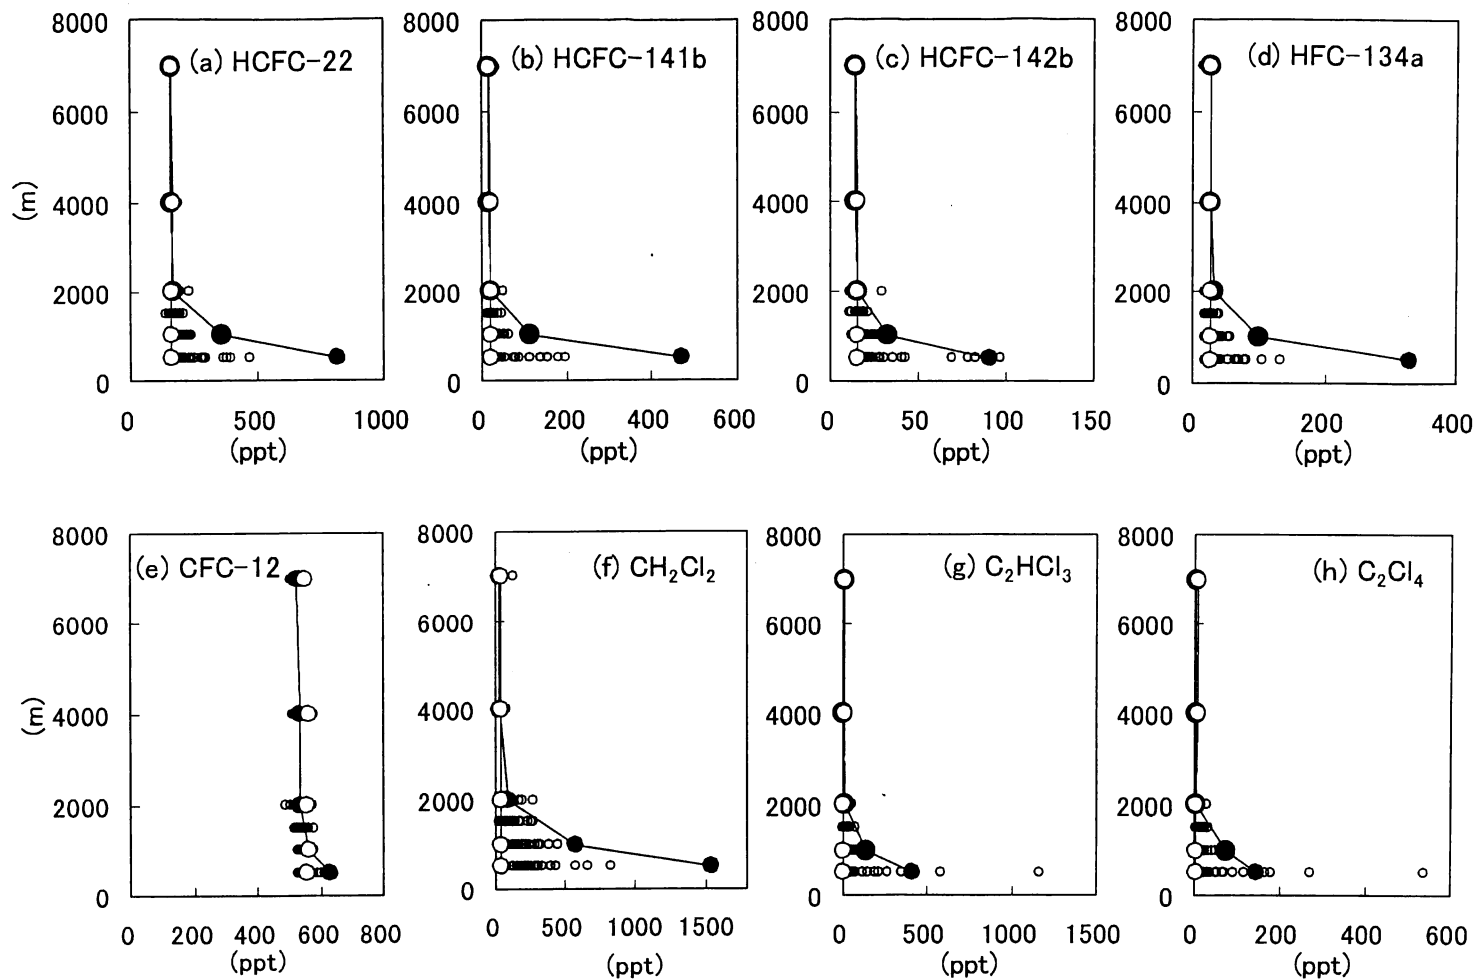 (a) HCFC-22
(b) HCFC-141b
(c) HCFC-142b
(d) HFC-134a
8000
6000
4000
2000
0
(m)
0 500 1000
(ppt)
8000
6000
4000
2000
0
0 200 400 600
(ppt)
8000
6000
4000
2000
0
0 50 100 150
(ppt)
8000
6000
4000
2000
0
0 200 400
(ppt)
(e) CFC-12
(f) CH₂Cl₂
(g) C₂HCl₃
(h) C₂Cl₄
8000
6000
4000
2000
0
(m)
0 200 400 600 800
(ppt)
8000
6000
4000
2000
0
0 500 1000 1500
(ppt)
8000
6000
4000
2000
0
0 500 1000 1500
(ppt)
8000
6000
4000
2000
0
0 200 400 600
(ppt)